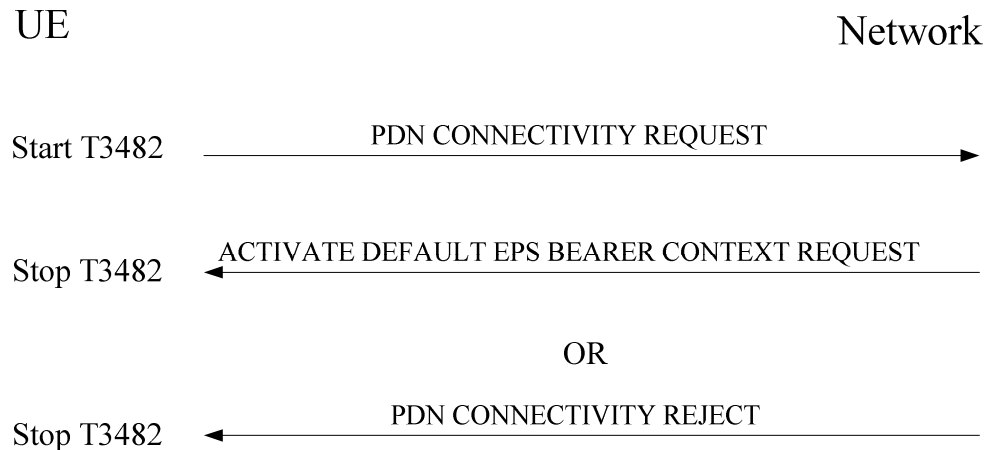 UE
Network
Start T3482
PDN CONNECTIVITY REQUEST
ACTIVATE DEFAULT EPS BEARER CONTEXT REQUEST
Stop T3482
OR
PDN CONNECTIVITY REJECT
Stop T3482